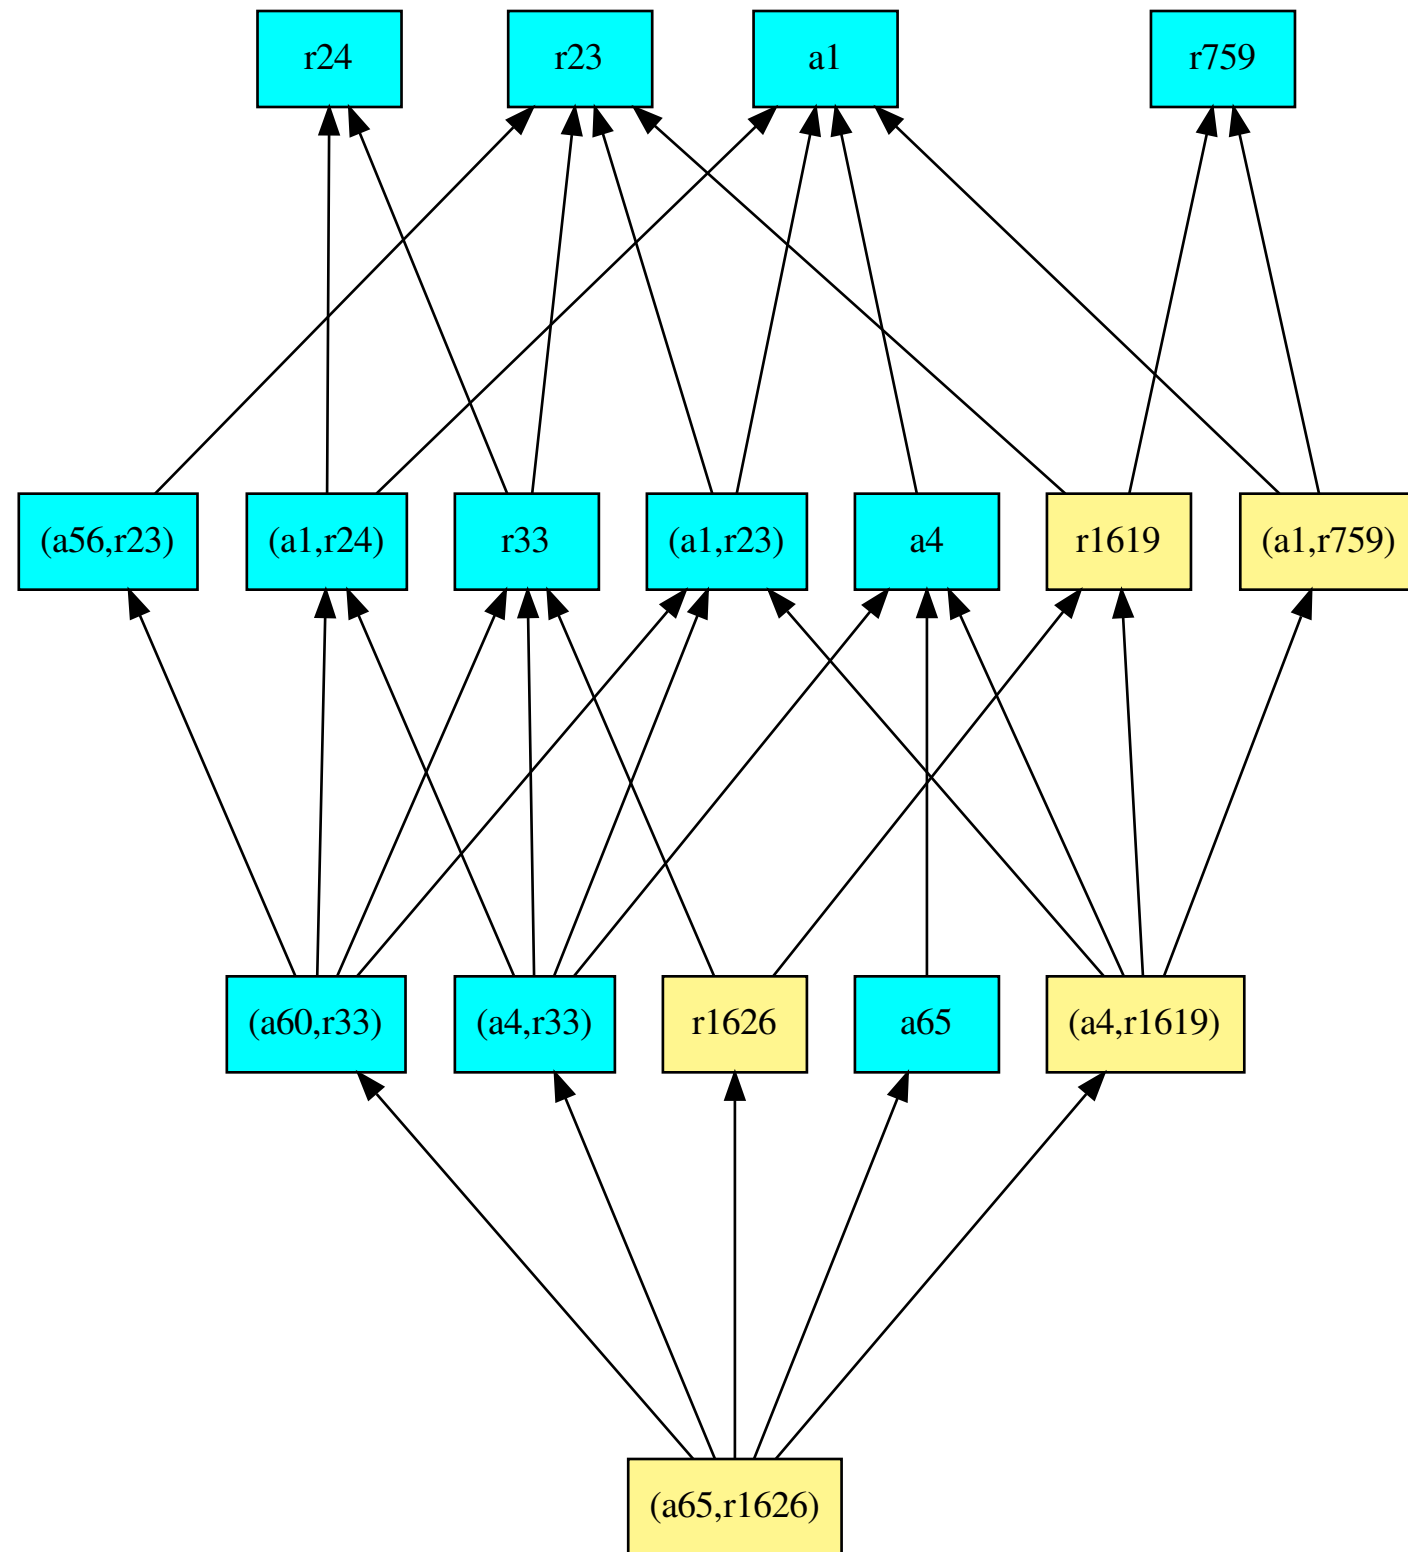 r24
r23
a1
r759
(a56,r23)
(a1,r24)
r33
(a1,r23)
a4
r1619
(a1,r759)
(a60,r33)
(a4,r33)
r1626
a65
(a4,r1619)
(a65,r1626)